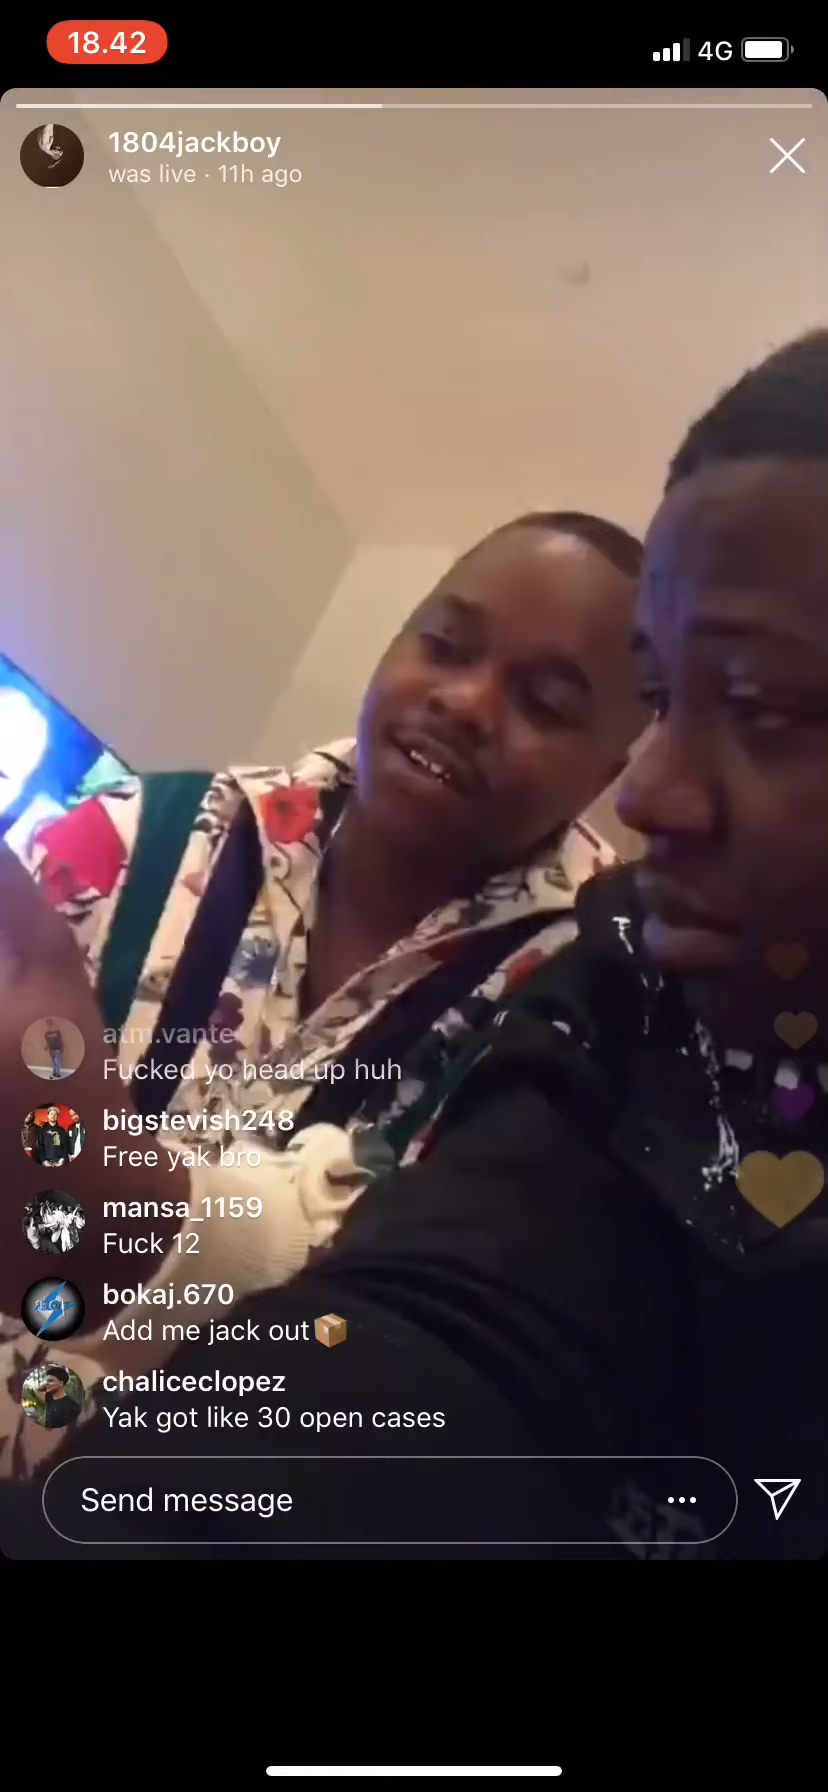 18.42
4G
1804jackboy
was live · 11h ago
atm.vante
Fucked yo head up huh
bigstevish248
Free yak bro
mansa_1159
Fuck 12
bokaj.670
Add me jack out📦
chaliceclopez
Yak got like 30 open cases
Send message